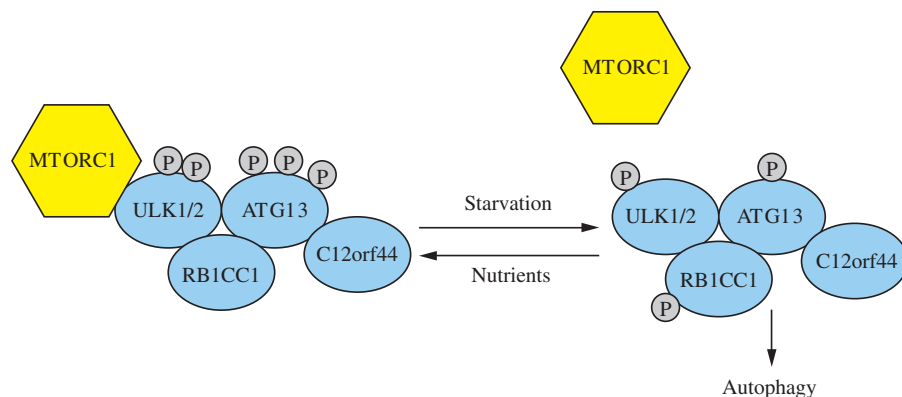 MTORC1
MTORC1
P
P
P
P
P
ULK1/2
ATG13
RB1CC1
C12orf44
Starvation
Nutrients
P
P
ULK1/2
ATG13
C12orf44
RB1CC1
P
Autophagy